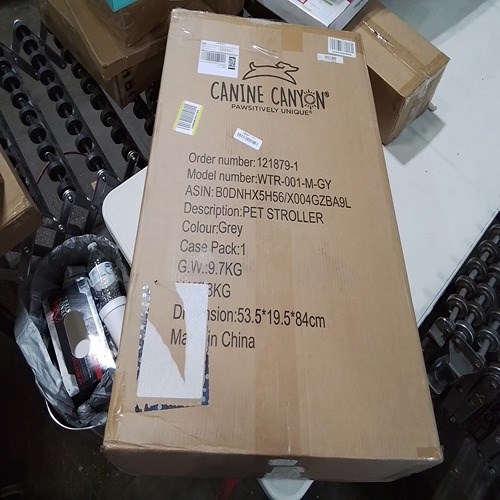 CANINE CANYON®
PAWSITIVELY UNIQUE®
Order number:121879-1
Model number:WTR-001-M-GY
ASIN: B0DNHX5H56/X004GZBA9L
Description:PET STROLLER
Colour:Grey
Case Pack:1
G.W.:9.7KG
3KG
Dimension:53.5*19.5*84cm
Made in China